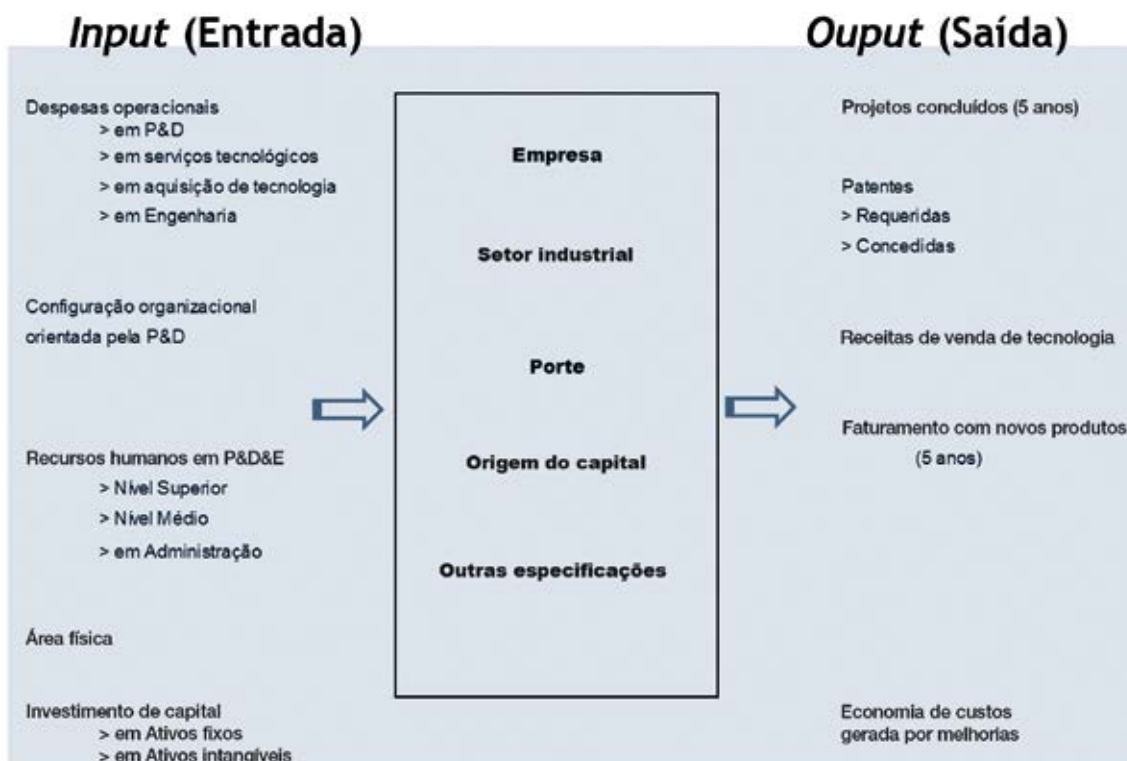 Input (Entrada)
Despesas operacionais
> em P&D
> em serviços tecnológicos
> em aquisição de tecnologia
> em Engenharia
Configuração organizacional
orientada pela P&D
Recursos humanos em P&D&E
> Nível Superior
> Nível Médio
> em Administração
Área física
Investimento de capital
> em Ativos fixos
> em Ativos intangíveis
Empresa
Setor industrial
Porte
Origem do capital
Outras especificações
Ouput (Saída)
Projetos concluídos (5 anos)
Patentes
> Requeridas
> Concedidas
Receitas de venda de tecnologia
Faturamento com novos produtos
(5 anos)
Economia de custos
gerada por melhorias